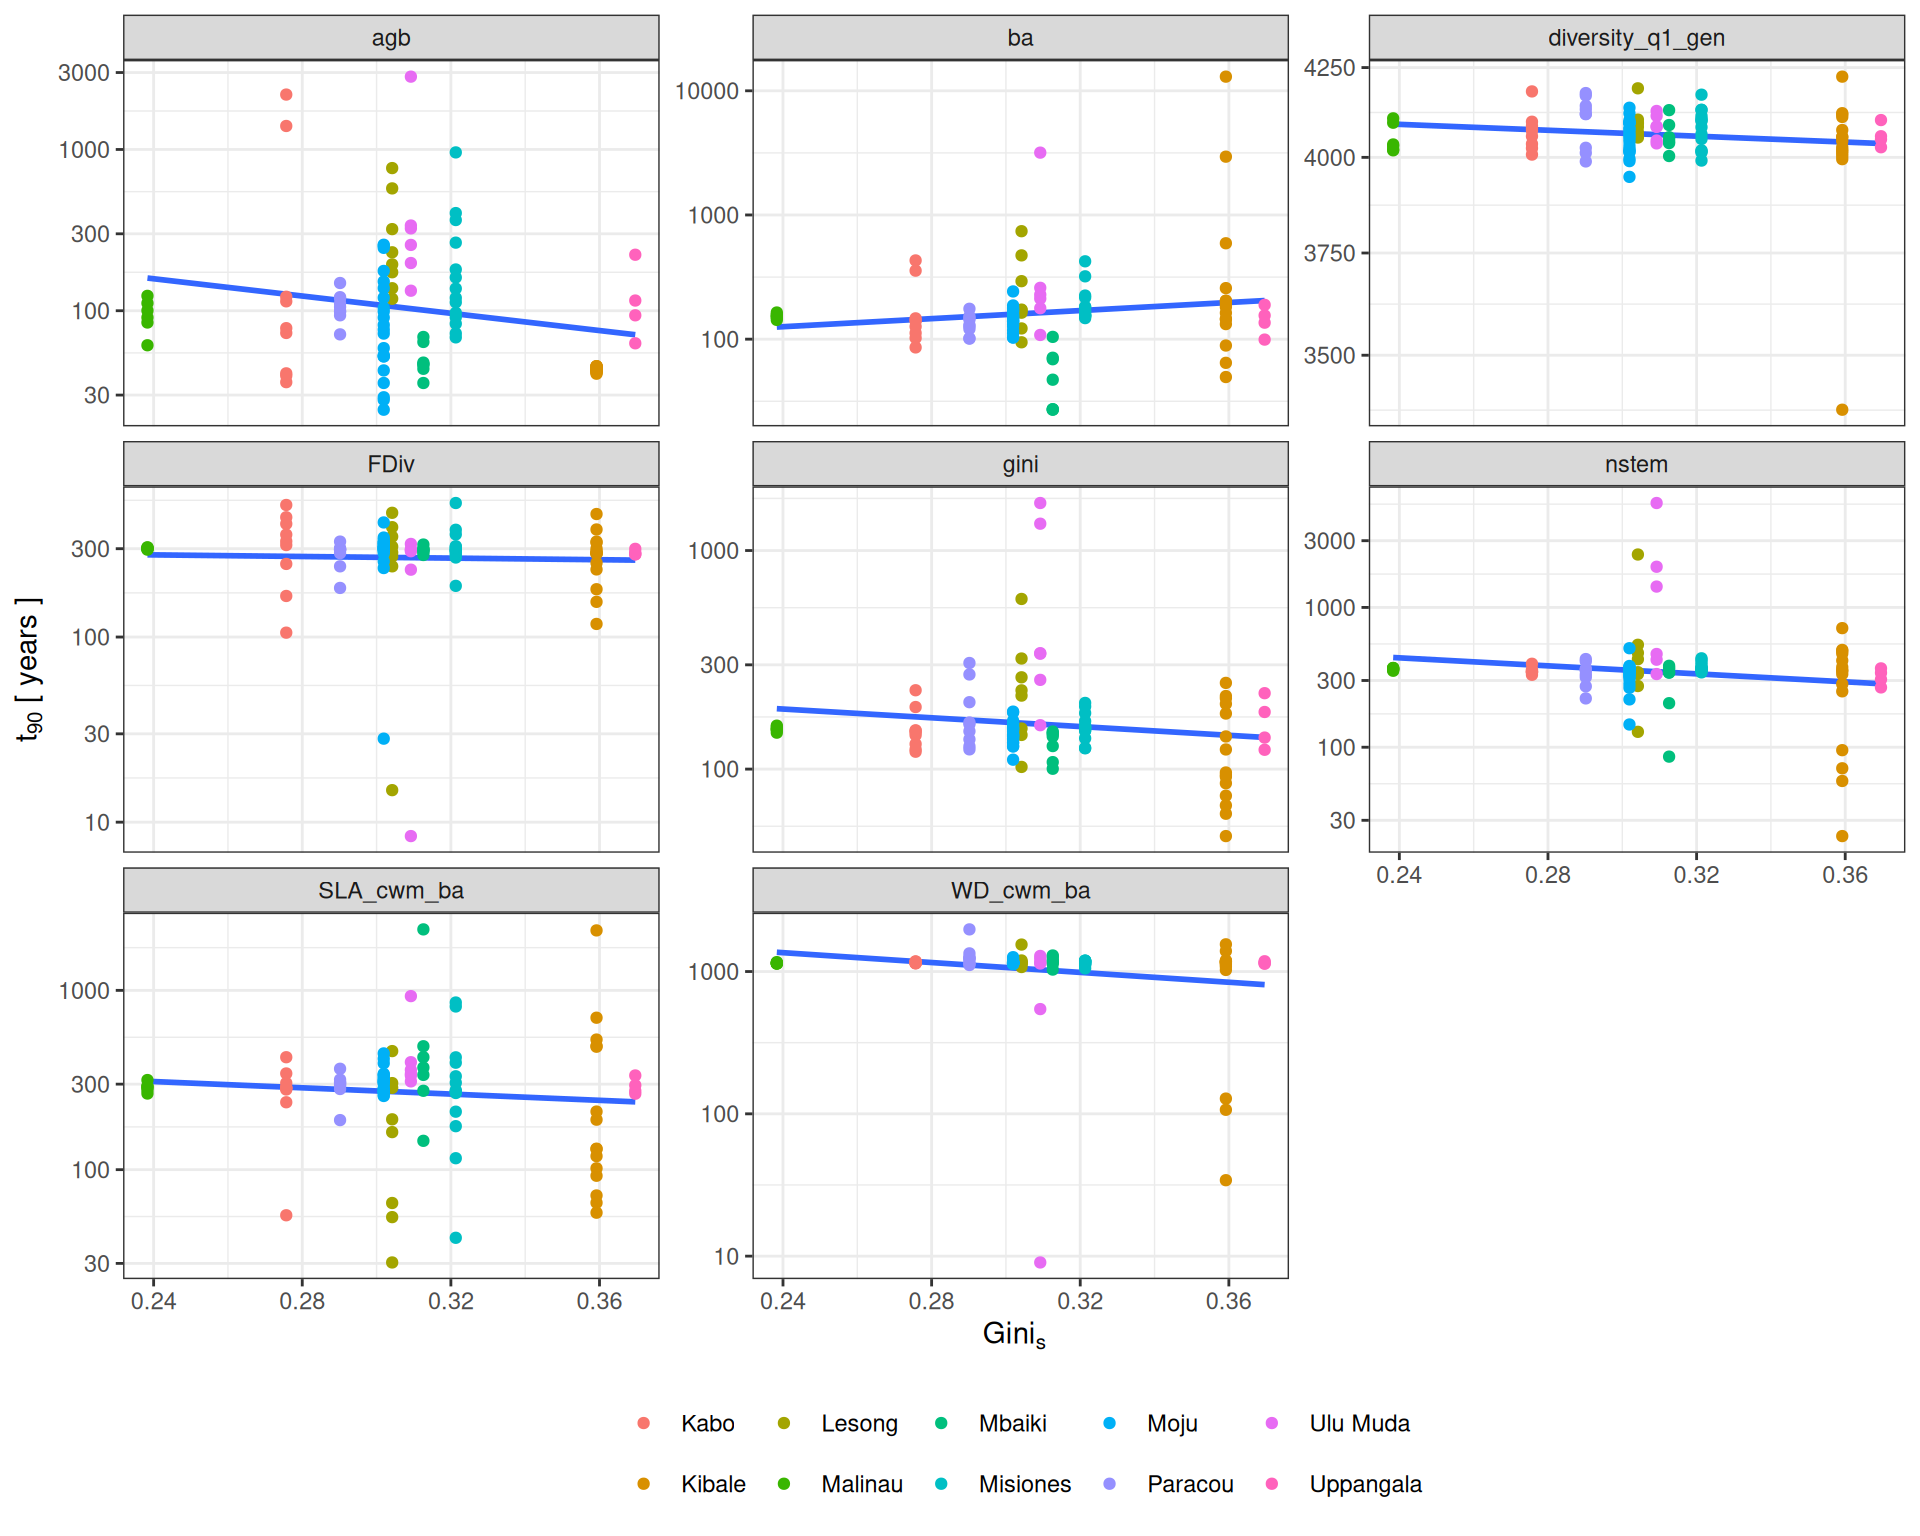 agb
ba
diversity_q1_gen
3000
1000
300
100
30
10000
1000
100
4250
4000
3750
3500
FDiv
gini
nstem
300
100
30
10
1000
300
100
3000
1000
300
100
30
0.24 0.28 0.32 0.36
SLA_cwm_ba
WD_cwm_ba
1000
300
100
30
1000
100
10
0.24 0.28 0.32 0.36
0.24 0.28 0.32 0.36
t90 [ years ]
Ginis
Kabo Lesong Mbaiki Moju Ulu Muda
Kibale Malinau Misiones Paracou Uppangala